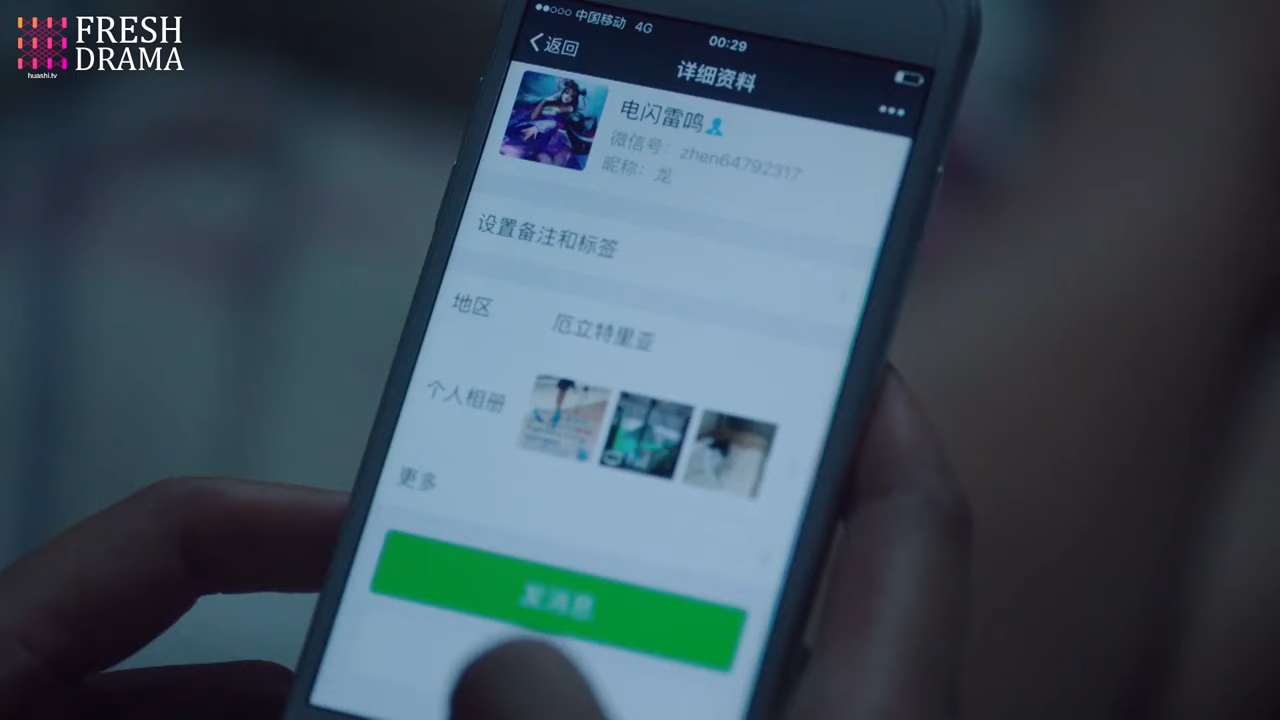 FRESH
DRAMA
huashi.tv
中国移动 4G
00:29
返回
详细资料
电闪雷鸣
微信号: zhen64792317
昵称: 龙
设置备注和标签
地区 厄立特里亚
个人相册
更多
发消息